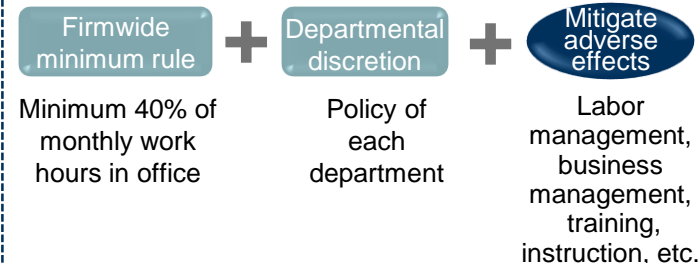 Firmwide
minimum rule
Minimum 40% of
monthly work
hours in office
+
Departmental
discretion
Policy of
each
department
+
Mitigate
adverse
effects
Labor
management,
business
management,
training,
instruction, etc.